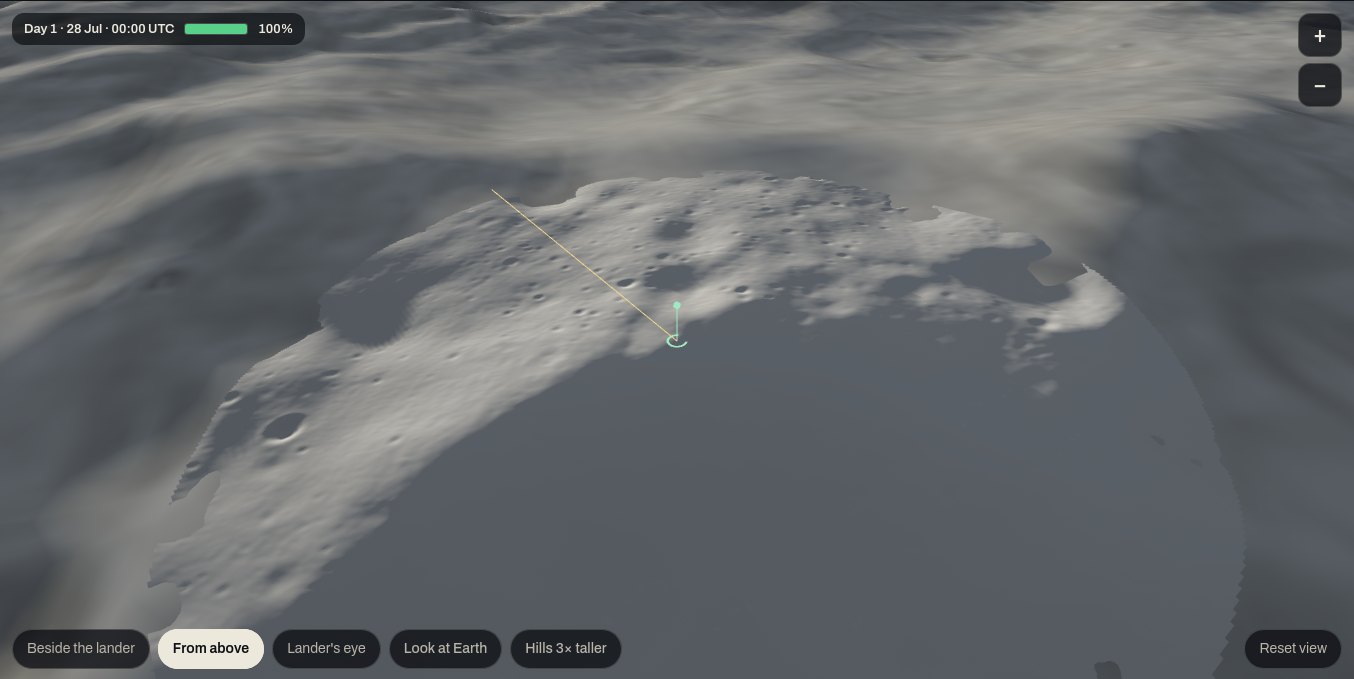 Day 1 · 28 Jul · 00:00 UTC 100%
+
−
Beside the lander From above Lander's eye Look at Earth Hills 3× taller Reset view